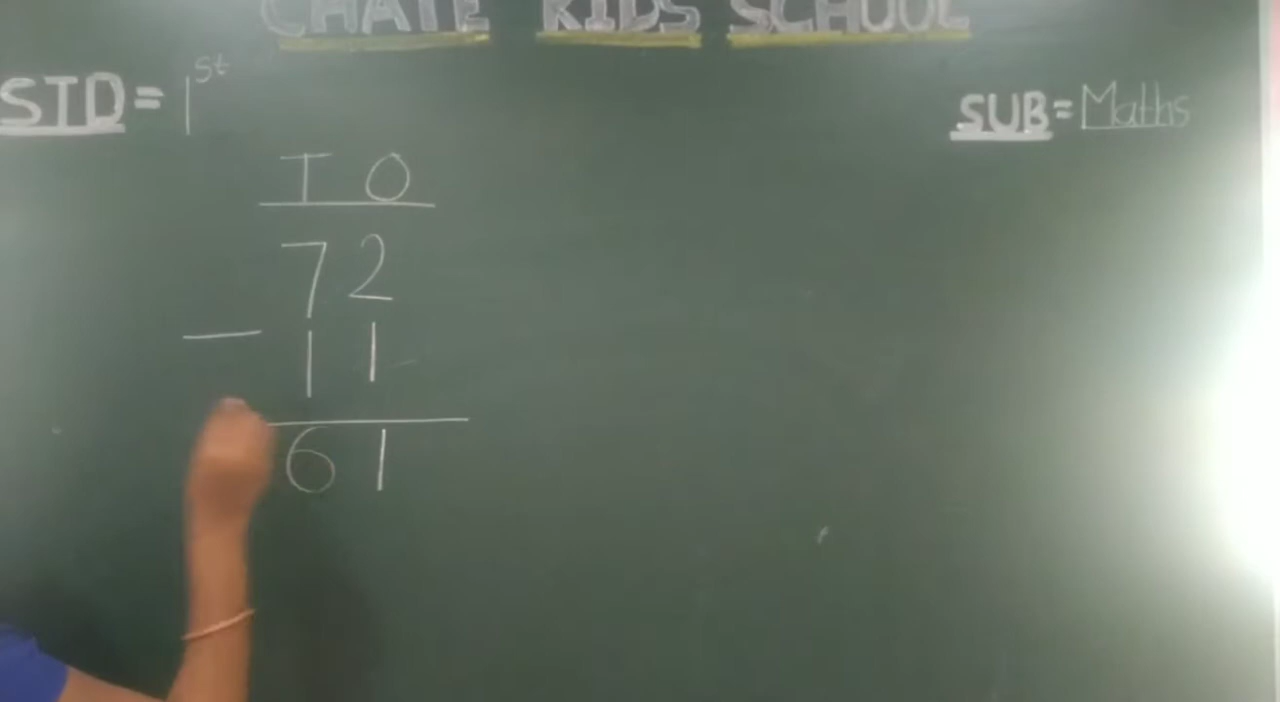 CHATE KIDS SCHOOL
STD = 1st
SUB = Maths
T O
7 2
- 1 1
6 1